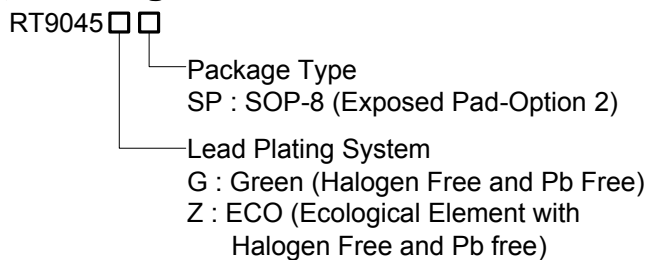 RT9045
Package Type
SP : SOP-8 (Exposed Pad-Option 2)
Lead Plating System
G : Green (Halogen Free and Pb Free)
Z : ECO (Ecological Element with
Halogen Free and Pb free)